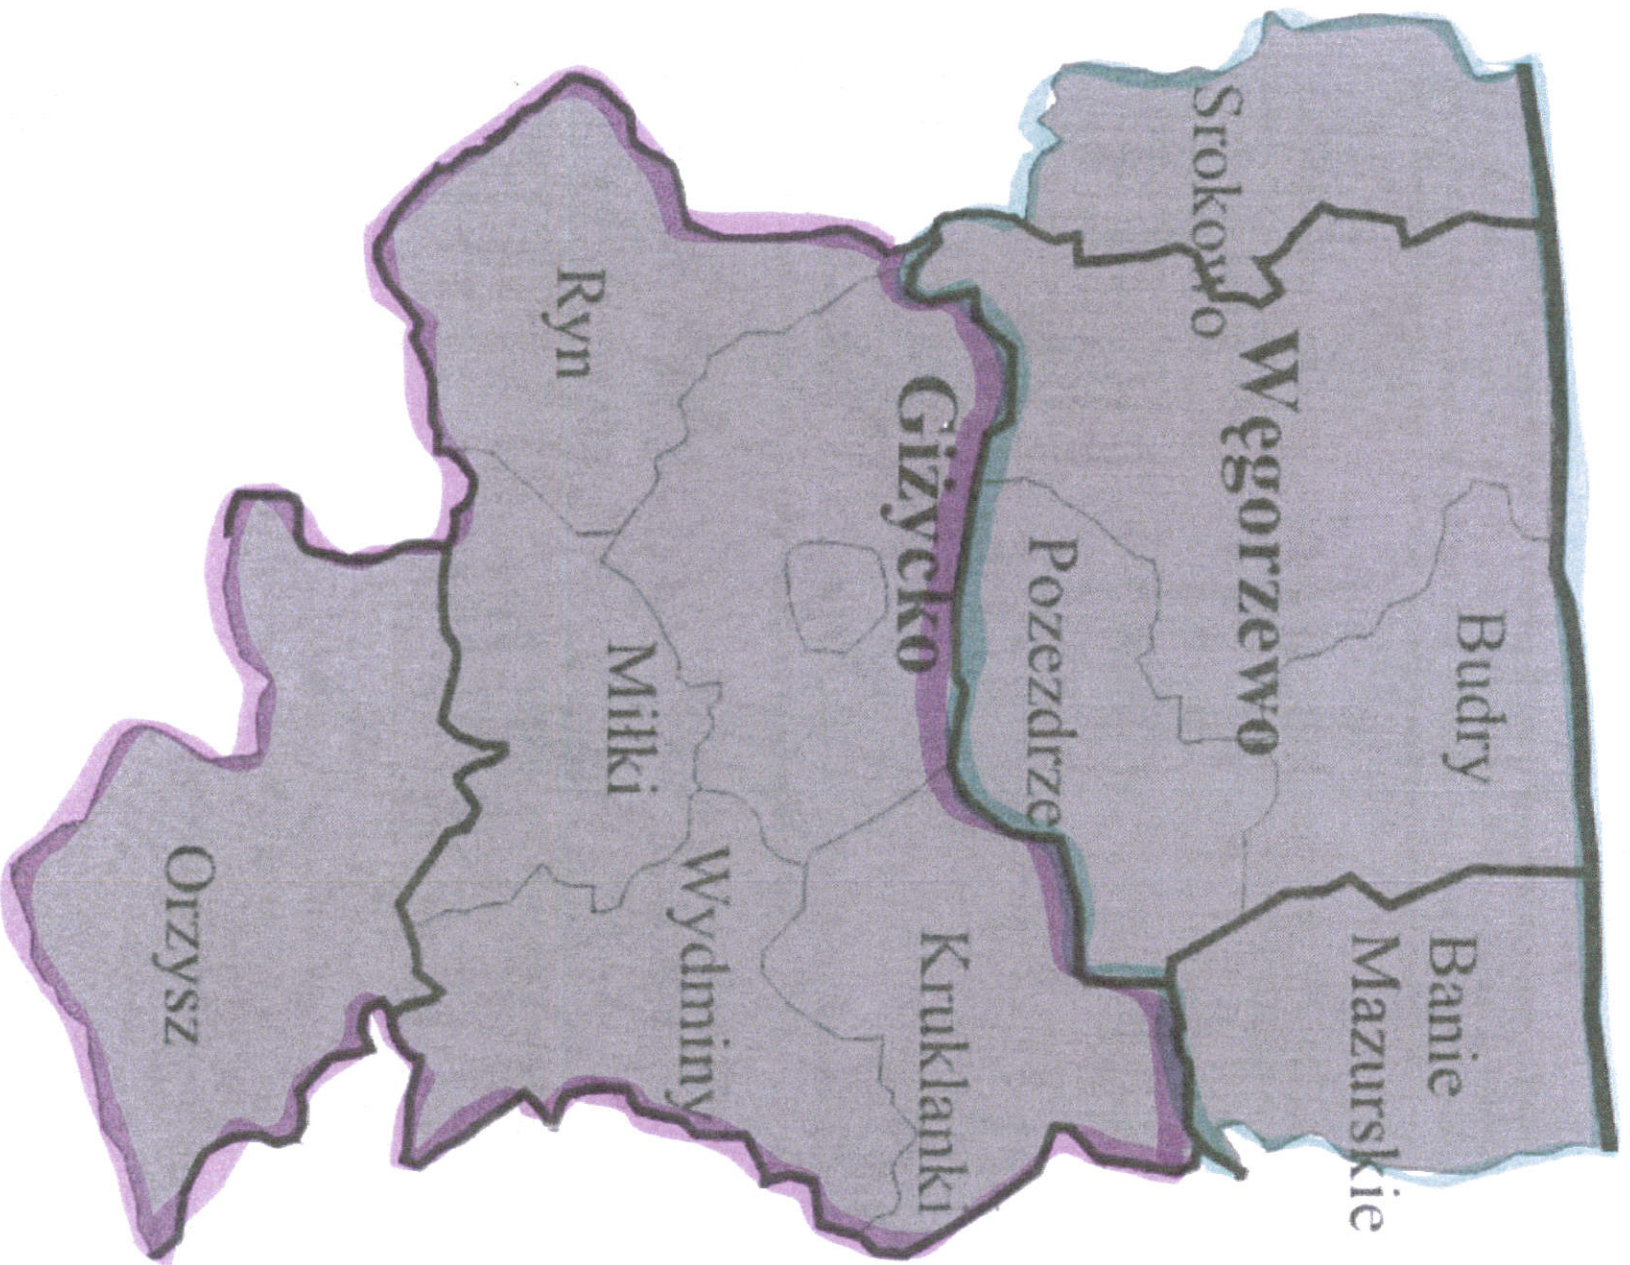 Budry
Banie
Mazurskie
Węgorzewo
Srokowo
Pozezdrze
Giżycko
Kruklanki
Wydminy
Miłki
Ryn
Orzysz